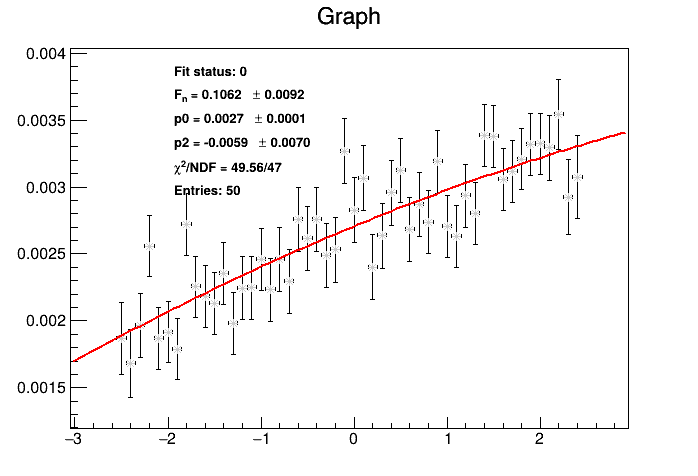 Graph
0.004
0.0035
0.003
0.0025
0.002
0.0015
Fit status: 0
Fn = 0.1062 ± 0.0092
p0 = 0.0027 ± 0.0001
p2 = -0.0059 ± 0.0070
χ²/NDF = 49.56/47
Entries: 50
−3 −2 −1 0 1 2